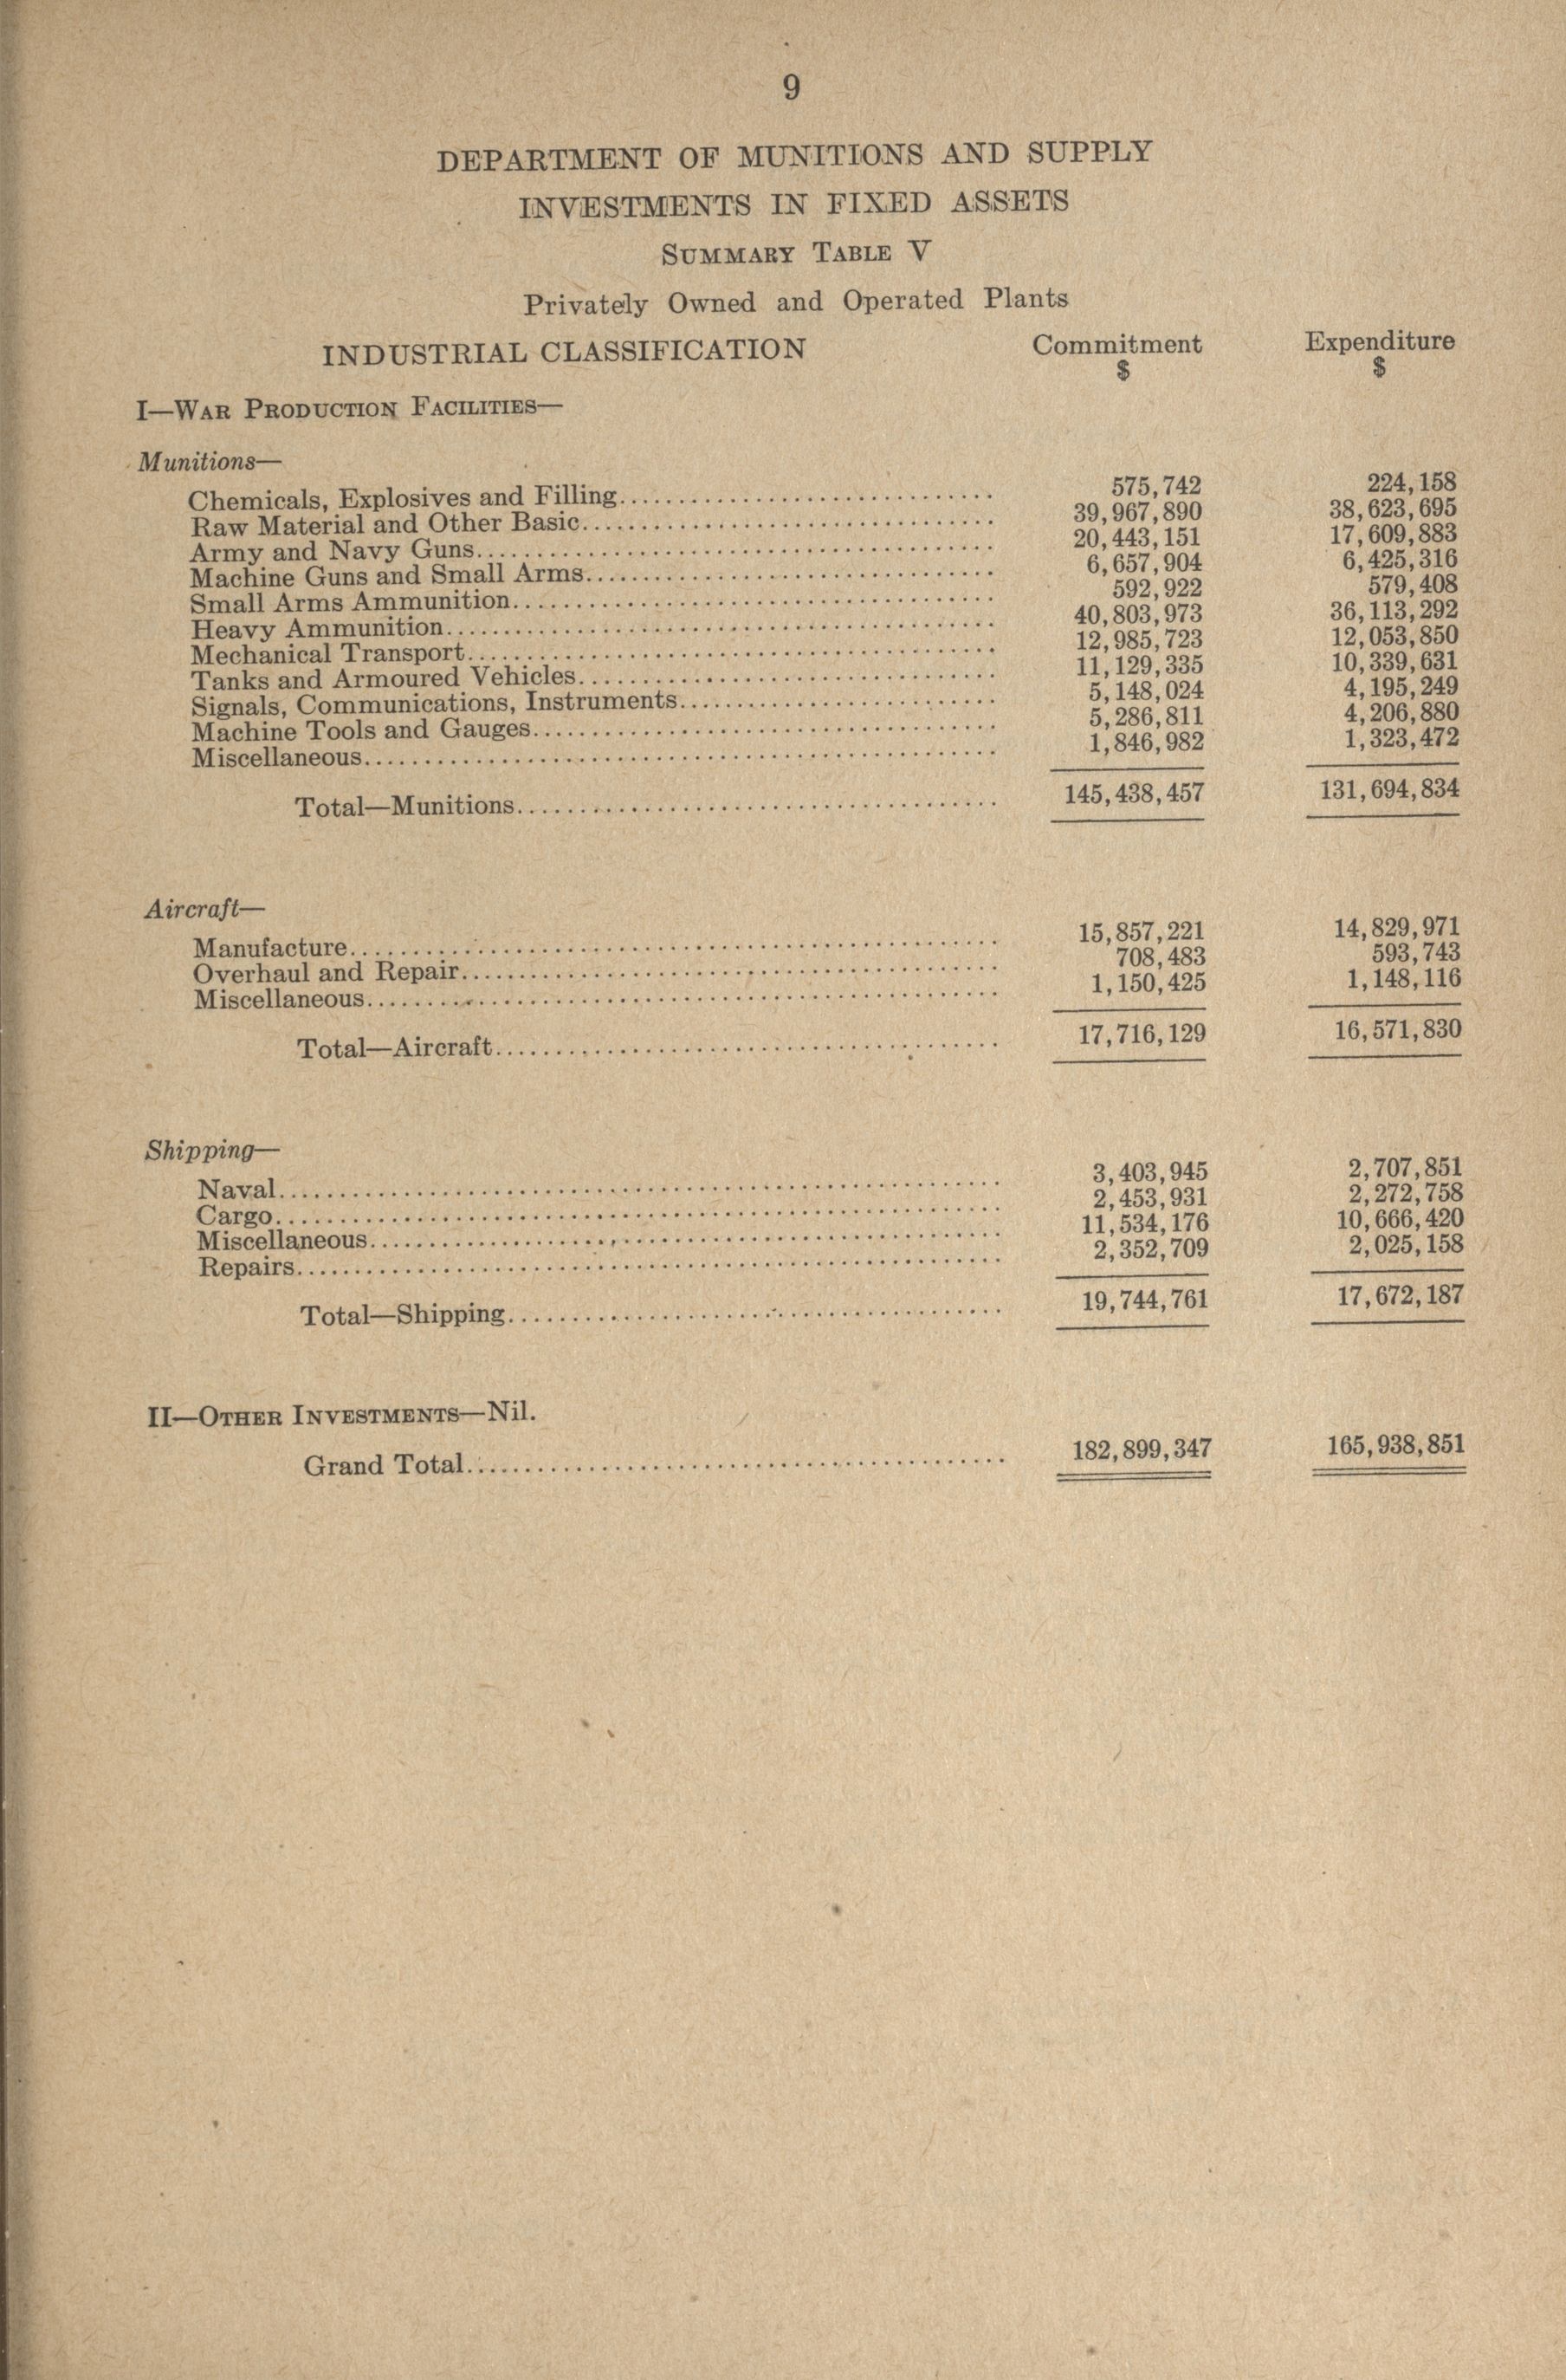 9
DEPARTMENT OF MUNITIONS AND SUPPLY
INVESTMENTS IN FIXED ASSETS
SUMMARY TABLE V
Privately Owned and Operated Plants
INDUSTRIAL CLASSIFICATION Commitment Expenditure
$ $
I—WAR PRODUCTION FACILITIES—
Munitions—
Chemicals, Explosives and Filling 575,742 224,158
Raw Material and Other Basic 39,967,890 38,623,695
Army and Navy Guns 20,443,151 17,609,883
Machine Guns and Small Arms 6,657,904 6,425,316
Small Arms Ammunition 592,922 579,408
Heavy Ammunition 40,803,973 36,113,292
Mechanical Transport 12,985,723 12,053,850
Tanks and Armoured Vehicles 11,129,335 10,339,631
Signals, Communications, Instruments 5,148,024 4,195,249
Machine Tools and Gauges 5,286,811 4,206,880
Miscellaneous 1,846,982 1,323,472
Total—Munitions 145,438,457 131,694,834
Aircraft—
Manufacture 15,857,221 14,829,971
Overhaul and Repair 708,483 593,743
Miscellaneous 1,150,425 1,148,116
Total—Aircraft 17,716,129 16,571,830
Shipping—
Naval 3,403,945 2,707,851
Cargo 2,453,931 2,272,758
Miscellaneous 11,534,176 10,666,420
Repairs 2,352,709 2,025,158
Total—Shipping 19,744,761 17,672,187
II—OTHER INVESTMENTS—Nil.
Grand Total 182,899,347 165,938,851